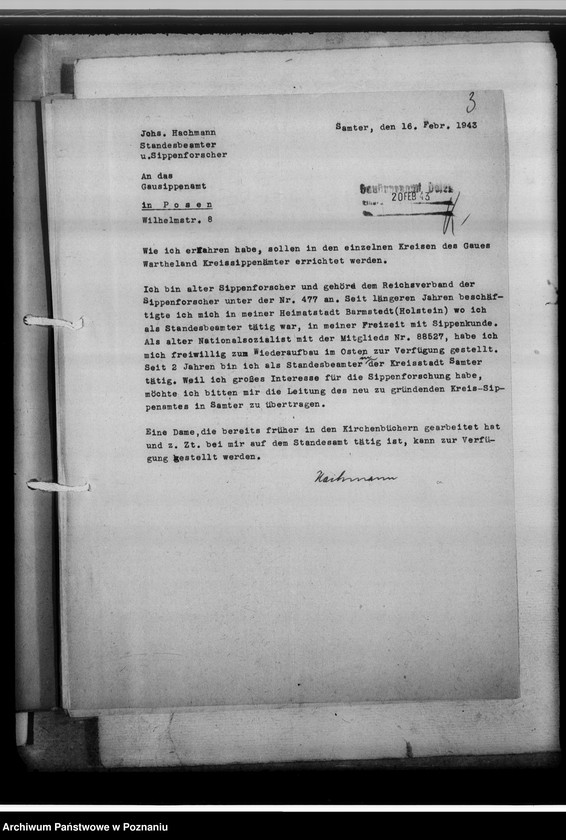 3
Johs. Hachmann
Samter, den 16. Febr. 1943
Standesbeamter
u.Sippenforscher
An das
Gausippenamt
in Posen
Wilhelmstr. 8
20 FEB 43
Wie ich erfahren habe, sollen in den einzelnen Kreisen des Gaues
Wartheland Kreissippenämter errichtet werden.
Ich bin alter Sippenforscher und gehöre dem Reichsverband der
Sippenforscher unter der Nr. 477 an. Seit längeren Jahren beschäf-
tigte ich mich in meiner Heimatstadt Barmstedt(Holstein) wo ich
als Standesbeamter tätig war, in meiner Freizeit mit Sippenkunde.
Als alter Nationalsozialist mit der Mitglieds Nr. 88527, habe ich
mich freiwillig zum Wiederaufbau im Osten zur Verfügung gestellt.
Seit 2 Jahren bin ich als Standesbeamter in der Kreisstadt Samter
tätig. Weil ich großes Interesse für die Sippenforschung habe,
möchte ich bitten mir die Leitung des neu zu gründenden Kreis-Sip-
penamtes in Samter zu übertragen.
Eine Dame,die bereits früher in den Kirchenbüchern gearbeitet hat
und z. Zt. bei mir auf dem Standesamt tätig ist, kann zur Verfü-
gung gestellt werden.
Hachmann
Archiwum Państwowe w Poznaniu